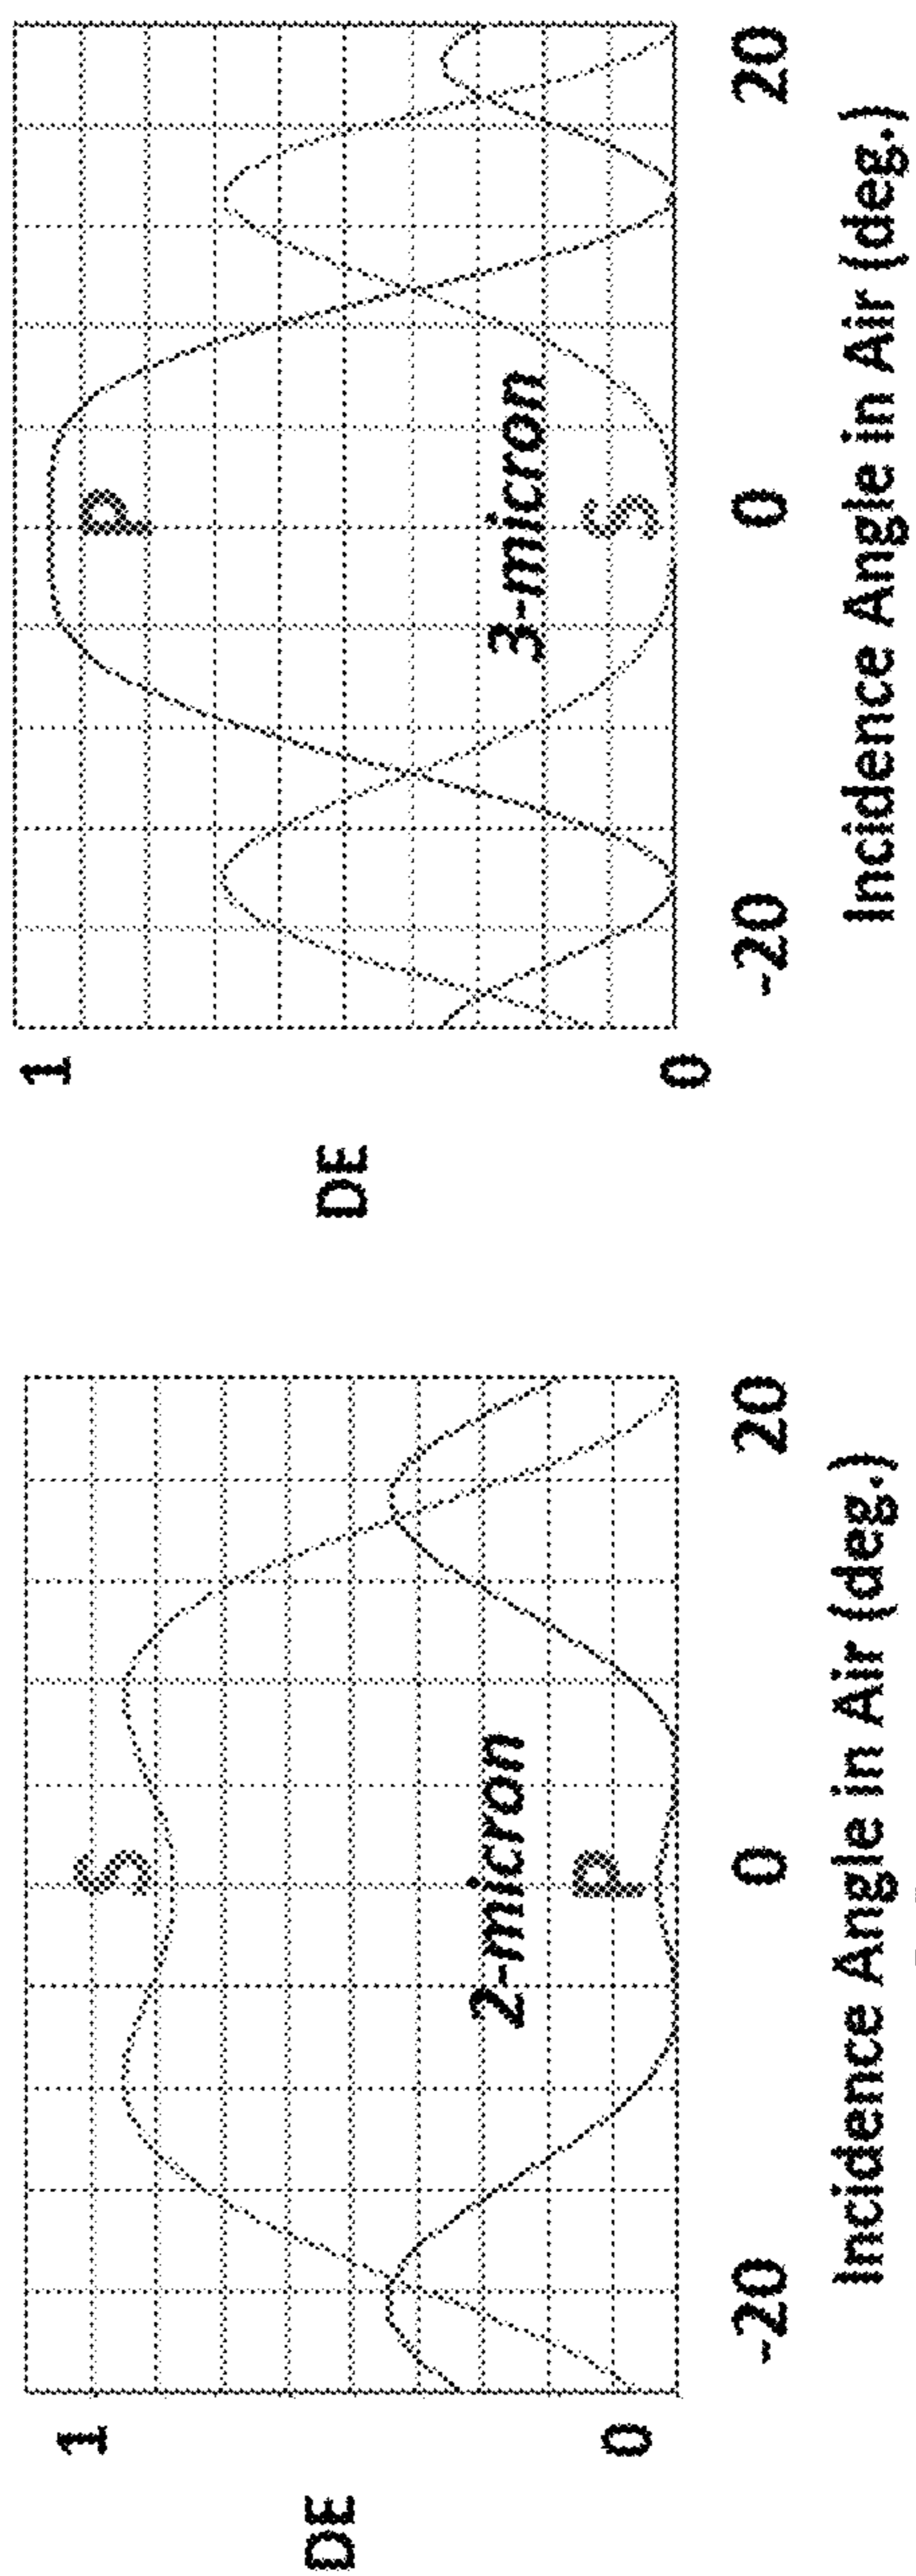 1
S
DE
2-micron
P
0
-20
0
20
Incidence Angle in Air (deg.)
1
P
DE
3-micron
S
0
-20
0
20
Incidence Angle in Air (deg.)